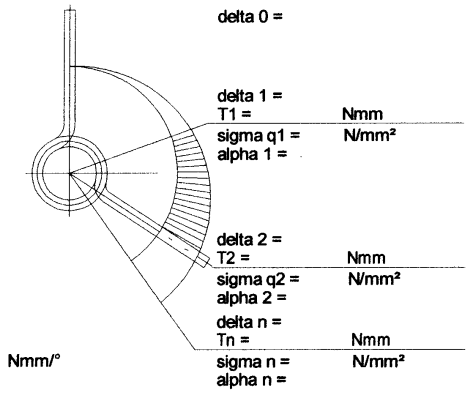 delta 0 =
delta 1 =
T1 = Nmm
sigma q1 = N/mm²
alpha 1 =
delta 2 =
T2 = Nmm
sigma q2 = N/mm²
alpha 2 =
delta n =
Tn = Nmm
Nmm/°
sigma n = N/mm²
alpha n =